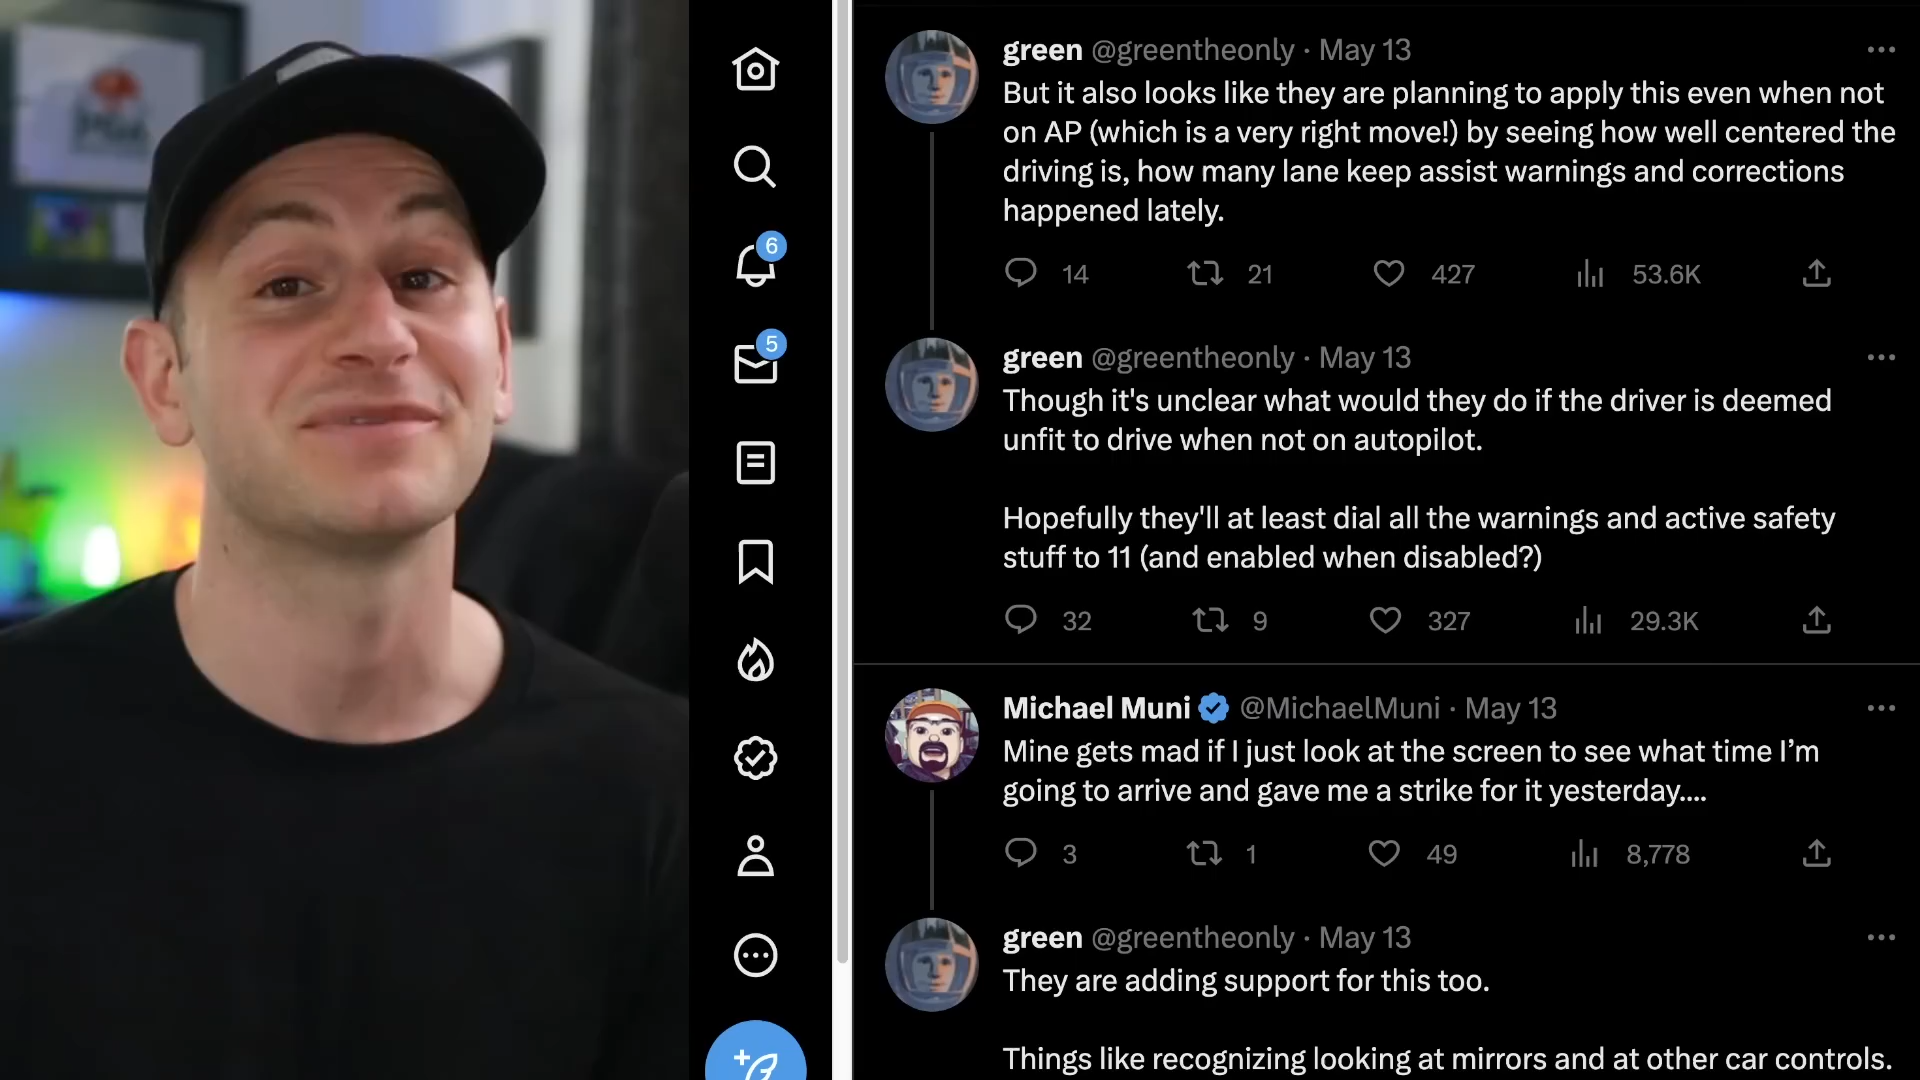 PGA
6
5
green @greentheonly · May 13
But it also looks like they are planning to apply this even when not
on AP (which is a very right move!) by seeing how well centered the
driving is, how many lane keep assist warnings and corrections
happened lately.
14 21 427 53.6K
green @greentheonly · May 13
Though it's unclear what would they do if the driver is deemed
unfit to drive when not on autopilot.
Hopefully they'll at least dial all the warnings and active safety
stuff to 11 (and enabled when disabled?)
32 9 327 29.3K
Michael Muni @MichaelMuni · May 13
Mine gets mad if I just look at the screen to see what time I’m
going to arrive and gave me a strike for it yesterday....
3 1 49 8,778
green @greentheonly · May 13
They are adding support for this too.
Things like recognizing looking at mirrors and at other car controls.